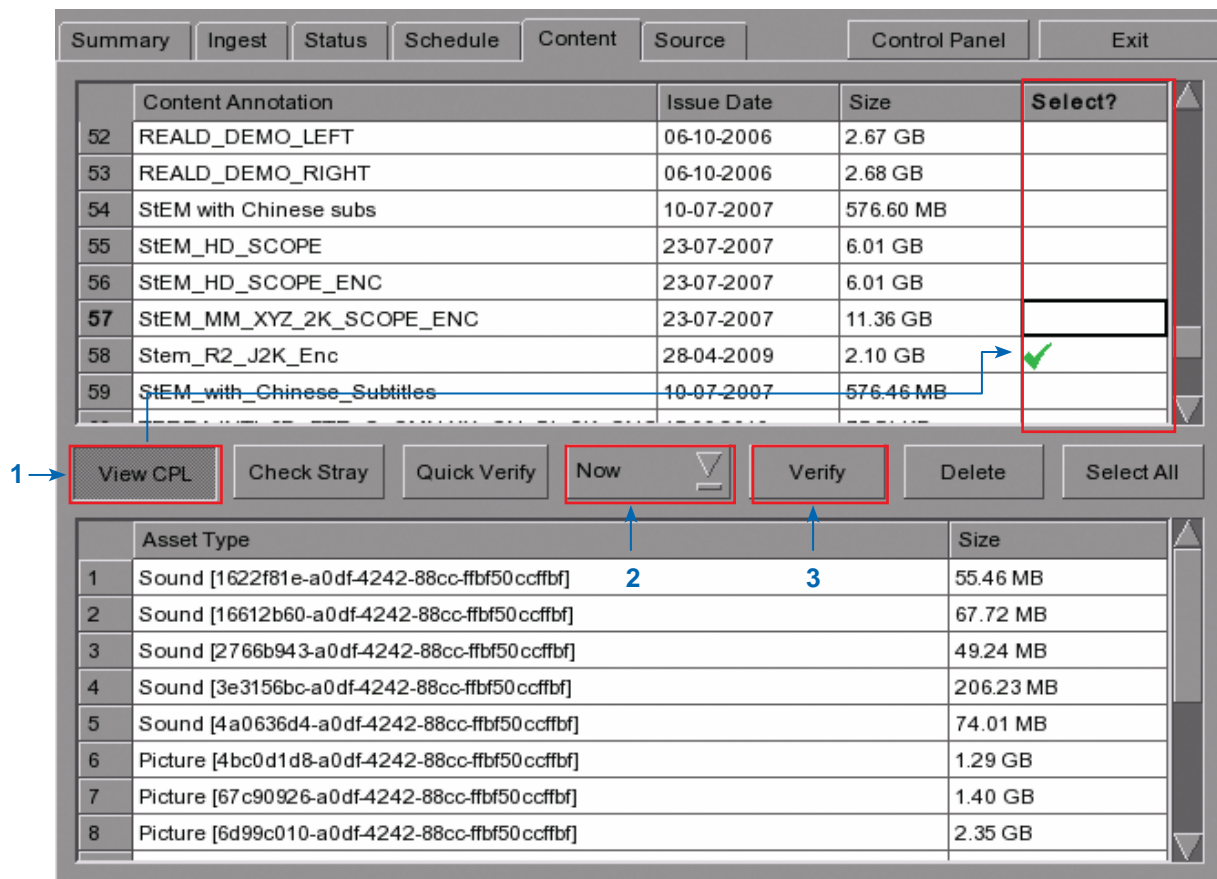 Summary Ingest Status Schedule Content Source Control Panel Exit
Content Annotation Issue Date Size Select?
52 REALD_DEMO_LEFT 06-10-2006 2.67 GB
53 REALD_DEMO_RIGHT 06-10-2006 2.68 GB
54 StEM with Chinese subs 10-07-2007 576.60 MB
55 StEM_HD_SCOPE 23-07-2007 6.01 GB
56 StEM_HD_SCOPE_ENC 23-07-2007 6.01 GB
57 StEM_MM_XYZ_2K_SCOPE_ENC 23-07-2007 11.36 GB
58 Stem_R2_J2K_Enc 28-04-2009 2.10 GB
59 StEM_with_Chinese_Subtitles 10-07-2007 576.46 MB
1 View CPL Check Stray Quick Verify Now Verify Delete Select All
Asset Type Size
1 Sound [1622f81e-a0df-4242-88cc-ffbf50ccffbf] 55.46 MB
2 3
2 Sound [16612b60-a0df-4242-88cc-ffbf50ccffbf] 67.72 MB
3 Sound [2766b943-a0df-4242-88cc-ffbf50ccffbf] 49.24 MB
4 Sound [3e3156bc-a0df-4242-88cc-ffbf50ccffbf] 206.23 MB
5 Sound [4a0636d4-a0df-4242-88cc-ffbf50ccffbf] 74.01 MB
6 Picture [4bc0d1d8-a0df-4242-88cc-ffbf50ccffbf] 1.29 GB
7 Picture [67c90926-a0df-4242-88cc-ffbf50ccffbf] 1.40 GB
8 Picture [6d99c010-a0df-4242-88cc-ffbf50ccffbf] 2.35 GB